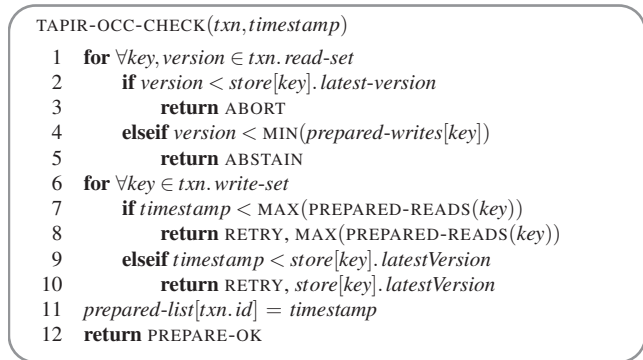 TAPIR-OCC-CHECK(txn,timestamp)
1 for ∀key, version ∈ txn.read-set
2 if version < store[key].latest-version
3 return ABORT
4 elseif version < MIN(prepared-writes[key])
5 return ABSTAIN
6 for ∀key ∈ txn.write-set
7 if timestamp < MAX(PREPARED-READS(key))
8 return RETRY, MAX(PREPARED-READS(key))
9 elseif timestamp < store[key].latestVersion
10 return RETRY, store[key].latestVersion
11 prepared-list[txn.id] = timestamp
12 return PREPARE-OK